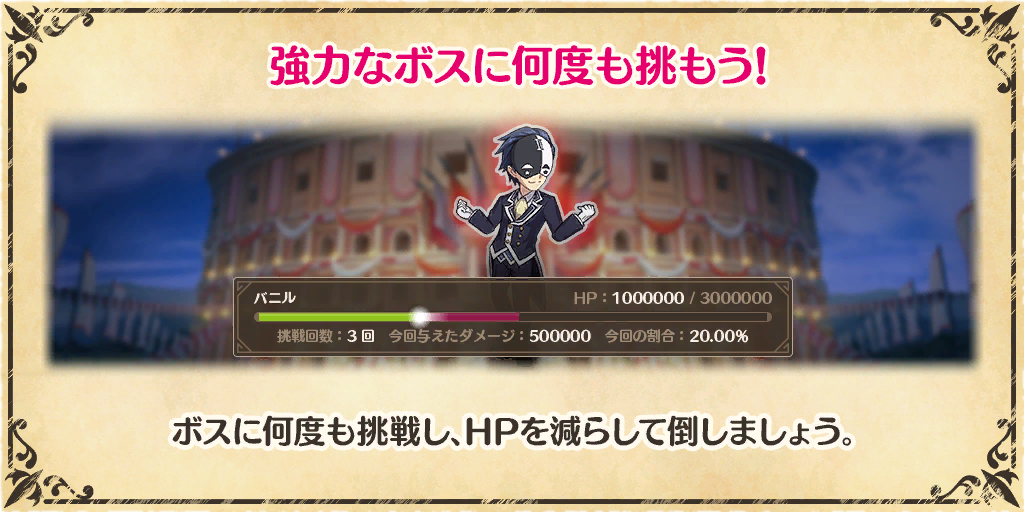 強力なボスに何度も挑もう!
バニル HP：1000000 / 3000000
挑戦回数：3 回 今回与えたダメージ：500000 今回の割合：20.00%
ボスに何度も挑戦し、HPを減らして倒しましょう。